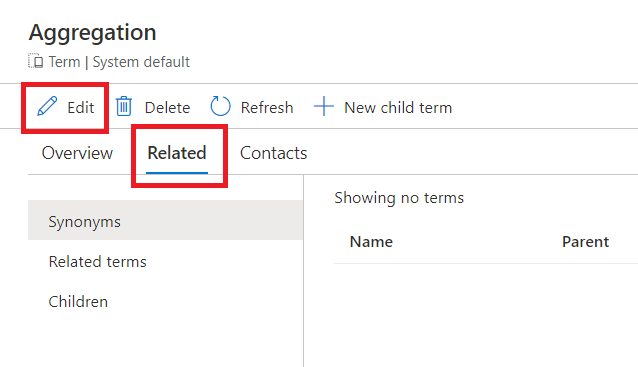 Aggregation
Term | System default
Edit Delete Refresh New child term
Overview Related Contacts
Synonyms
Related terms
Children
Showing no terms
Name Parent